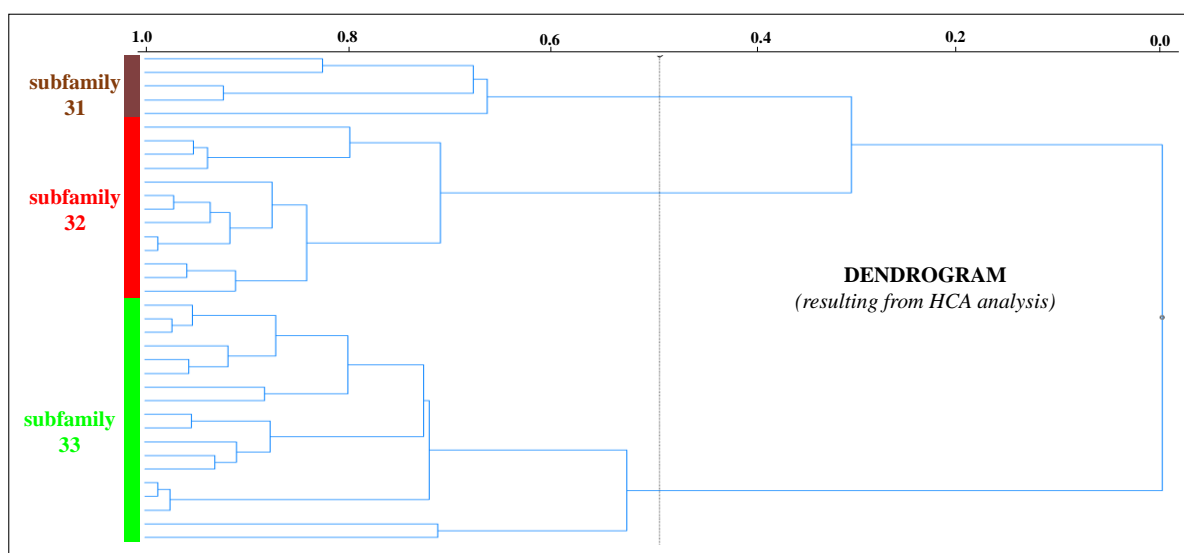 1.0 0.8 0.6 0.4 0.2 0.0
subfamily
31
subfamily
32
DENDROGRAM
(resulting from HCA analysis)
subfamily
33